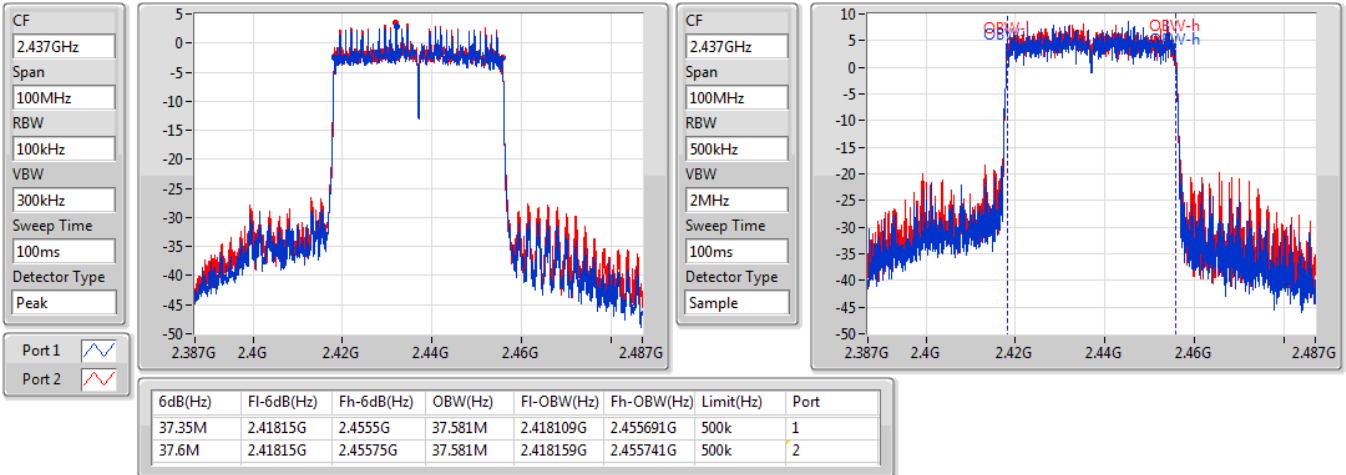 CF
2.437GHz
Span
100MHz
RBW
100kHz
VBW
300kHz
Sweep Time
100ms
Detector Type
Peak
Port 1
Port 2
5
0
-5
-10
-15
-20
-25
-30
-35
-40
-45
-50
2.387G 2.4G 2.42G 2.44G 2.46G 2.487G
CF
2.437GHz
Span
100MHz
RBW
500kHz
VBW
2MHz
Sweep Time
100ms
Detector Type
Sample
10
5
0
-5
-10
-15
-20
-25
-30
-35
-40
-45
-50
OBW-h
OBW-h
2.387G 2.4G 2.42G 2.44G 2.46G 2.487G
6dB(Hz) Fl-6dB(Hz) Fh-6dB(Hz) OBW(Hz) Fl-OBW(Hz) Fh-OBW(Hz) Limit(Hz) Port
37.35M 2.41815G 2.4555G 37.581M 2.418109G 2.455691G 500k 1
37.6M 2.41815G 2.45575G 37.581M 2.418159G 2.455741G 500k 2